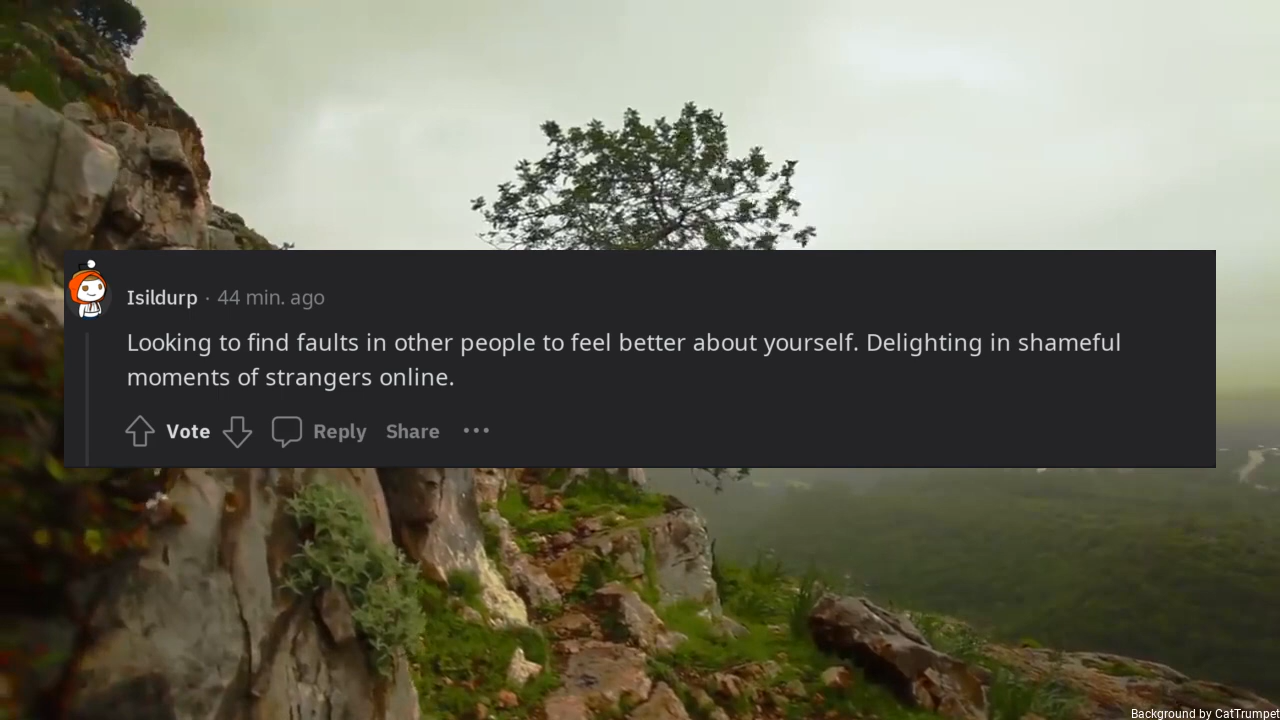 Isildurp · 44 min. ago
Looking to find faults in other people to feel better about yourself. Delighting in shameful
moments of strangers online.
Vote Reply Share ···
Background by CatTrumpet